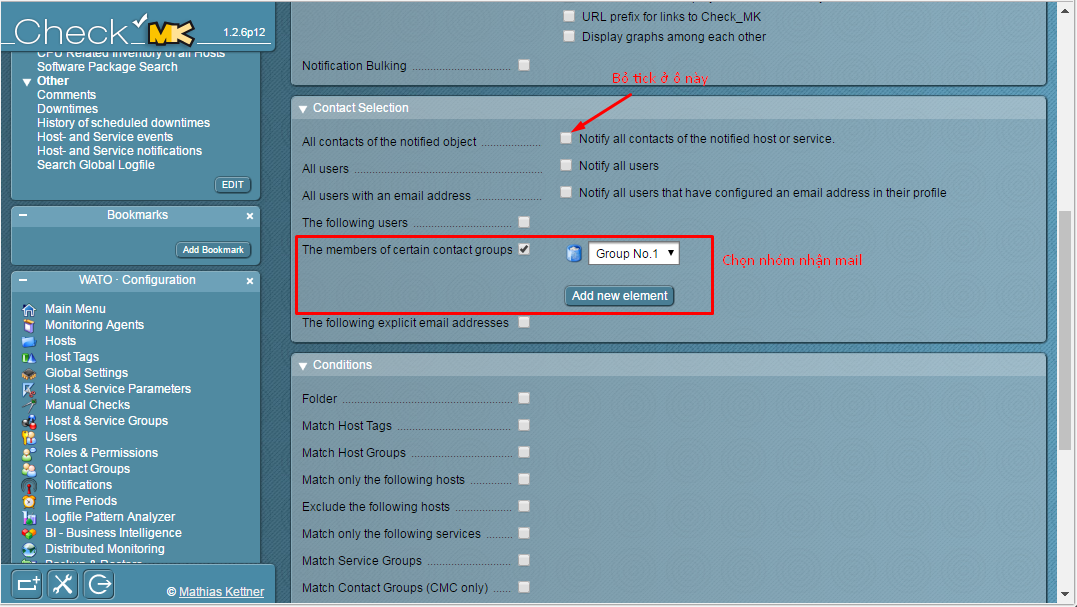 Check MK
1.2.6p12
CPU Related Inventory of all Hosts
Software Package Search
Other
Comments
Downtimes
History of scheduled downtimes
Host- and Service events
Host- and Service notifications
Search Global Logfile
EDIT
Bookmarks
Add Bookmark
WATO · Configuration
Main Menu
Monitoring Agents
Hosts
Host Tags
Global Settings
Host & Service Parameters
Manual Checks
Host & Service Groups
Users
Roles & Permissions
Contact Groups
Notifications
Time Periods
Logfile Pattern Analyzer
BI - Business Intelligence
Distributed Monitoring
© Mathias Kettner
URL prefix for links to Check_MK
Display graphs among each other
Notification Bulking
Bỏ tick ở ô này
Contact Selection
All contacts of the notified object Notify all contacts of the notified host or service.
All users Notify all users
All users with an email address Notify all users that have configured an email address in their profile
The following users
The members of certain contact groups Group No.1
Chọn nhóm nhận mail
Add new element
The following explicit email addresses
Conditions
Folder
Match Host Tags
Match Host Groups
Match only the following hosts
Exclude the following hosts
Match only the following services
Match Service Groups
Match Contact Groups (CMC only)